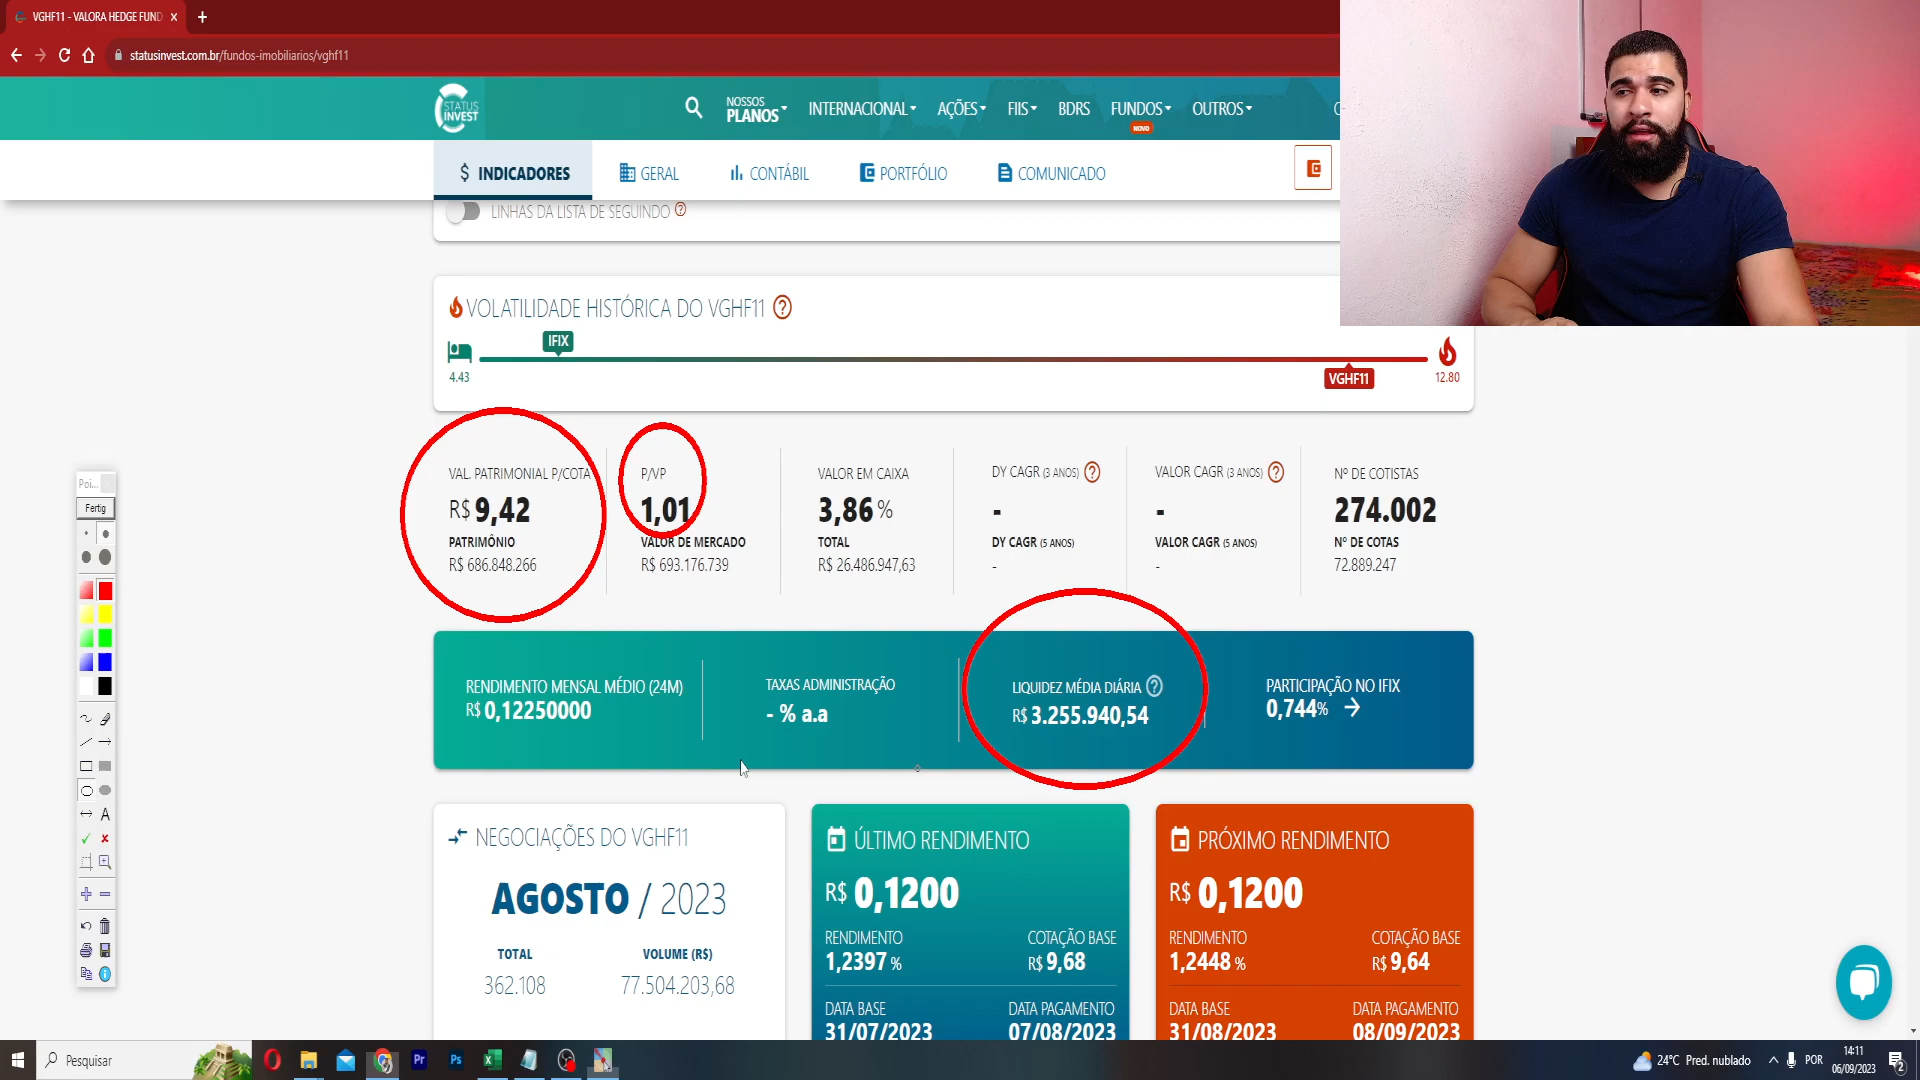 VGHF11 - VALORA HEDGE FUND
statusinvest.com.br/fundos-imobiliarios/vghf11
STATUS
INVEST
NOSSOS
PLANOS
INTERNACIONAL
AÇÕES
FIIS
BDRS
FUNDOS
NOVO
OUTROS
C
INDICADORES
GERAL
CONTÁBIL
PORTFÓLIO
COMUNICADO
LINHAS DA LISTA DE SEGUINDO
VOLATILIDADE HISTÓRICA DO VGHF11
IFIX
4.43
VGHF11
12.80
VAL. PATRIMONIAL P/COTA
R$ 9,42
PATRIMÔNIO
R$ 686.848.266
P/VP
1,01
VALOR DE MERCADO
R$ 693.176.739
VALOR EM CAIXA
3,86 %
TOTAL
R$ 26.486.947,63
DY CAGR (3 ANOS)
-
DY CAGR (5 ANOS)
-
VALOR CAGR (3 ANOS)
-
VALOR CAGR (5 ANOS)
-
Nº DE COTISTAS
274.002
Nº DE COTAS
72.889.247
Poi...
Fertig
A
RENDIMENTO MENSAL MÉDIO (24M)
R$ 0,12250000
TAXAS ADMINISTRAÇÃO
- % a.a
LIQUIDEZ MÉDIA DIÁRIA
R$ 3.255.940,54
PARTICIPAÇÃO NO IFIX
0,744%
NEGOCIAÇÕES DO VGHF11
AGOSTO / 2023
TOTAL
362.108
VOLUME (R$)
77.504.203,68
ÚLTIMO RENDIMENTO
R$ 0,1200
RENDIMENTO
1,2397 %
COTAÇÃO BASE
R$ 9,68
DATA BASE
31/07/2023
DATA PAGAMENTO
07/08/2023
PRÓXIMO RENDIMENTO
R$ 0,1200
RENDIMENTO
1,2448 %
COTAÇÃO BASE
R$ 9,64
DATA BASE
31/08/2023
DATA PAGAMENTO
08/09/2023
Pesquisar
Pr
Ps
24°C Pred. nublado
POR
14:11
06/09/2023
2